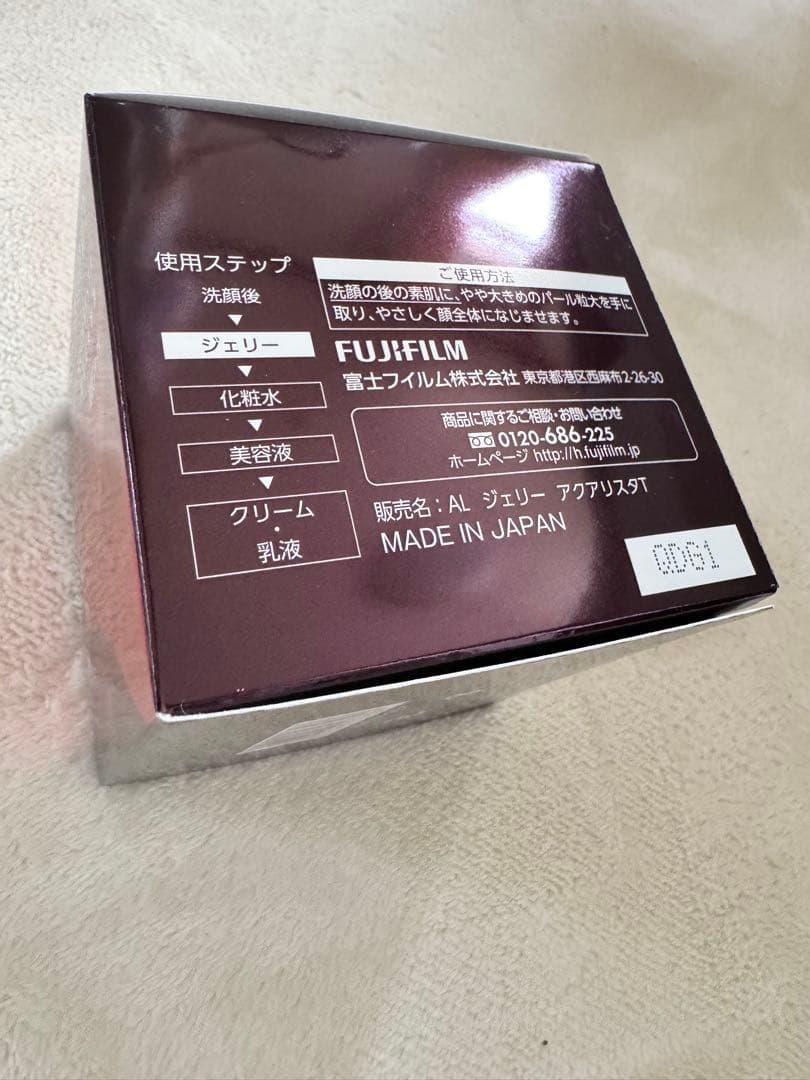 使用ステップ
洗顔後
▼
ジェリー
▼
化粧水
▼
美容液
▼
クリーム
・
乳液
ご使用方法
洗顔の後の素肌に、やや大きめのパール粒大を手に
取り、やさしく顔全体になじませます。
FUJIFILM
富士フイルム株式会社 東京都港区西麻布2-26-30
商品に関するご相談・お問い合わせ
0120-686-225
ホームページ http://h.fujifilm.jp
販売名：AL ジェリー アクアリスタT
MADE IN JAPAN